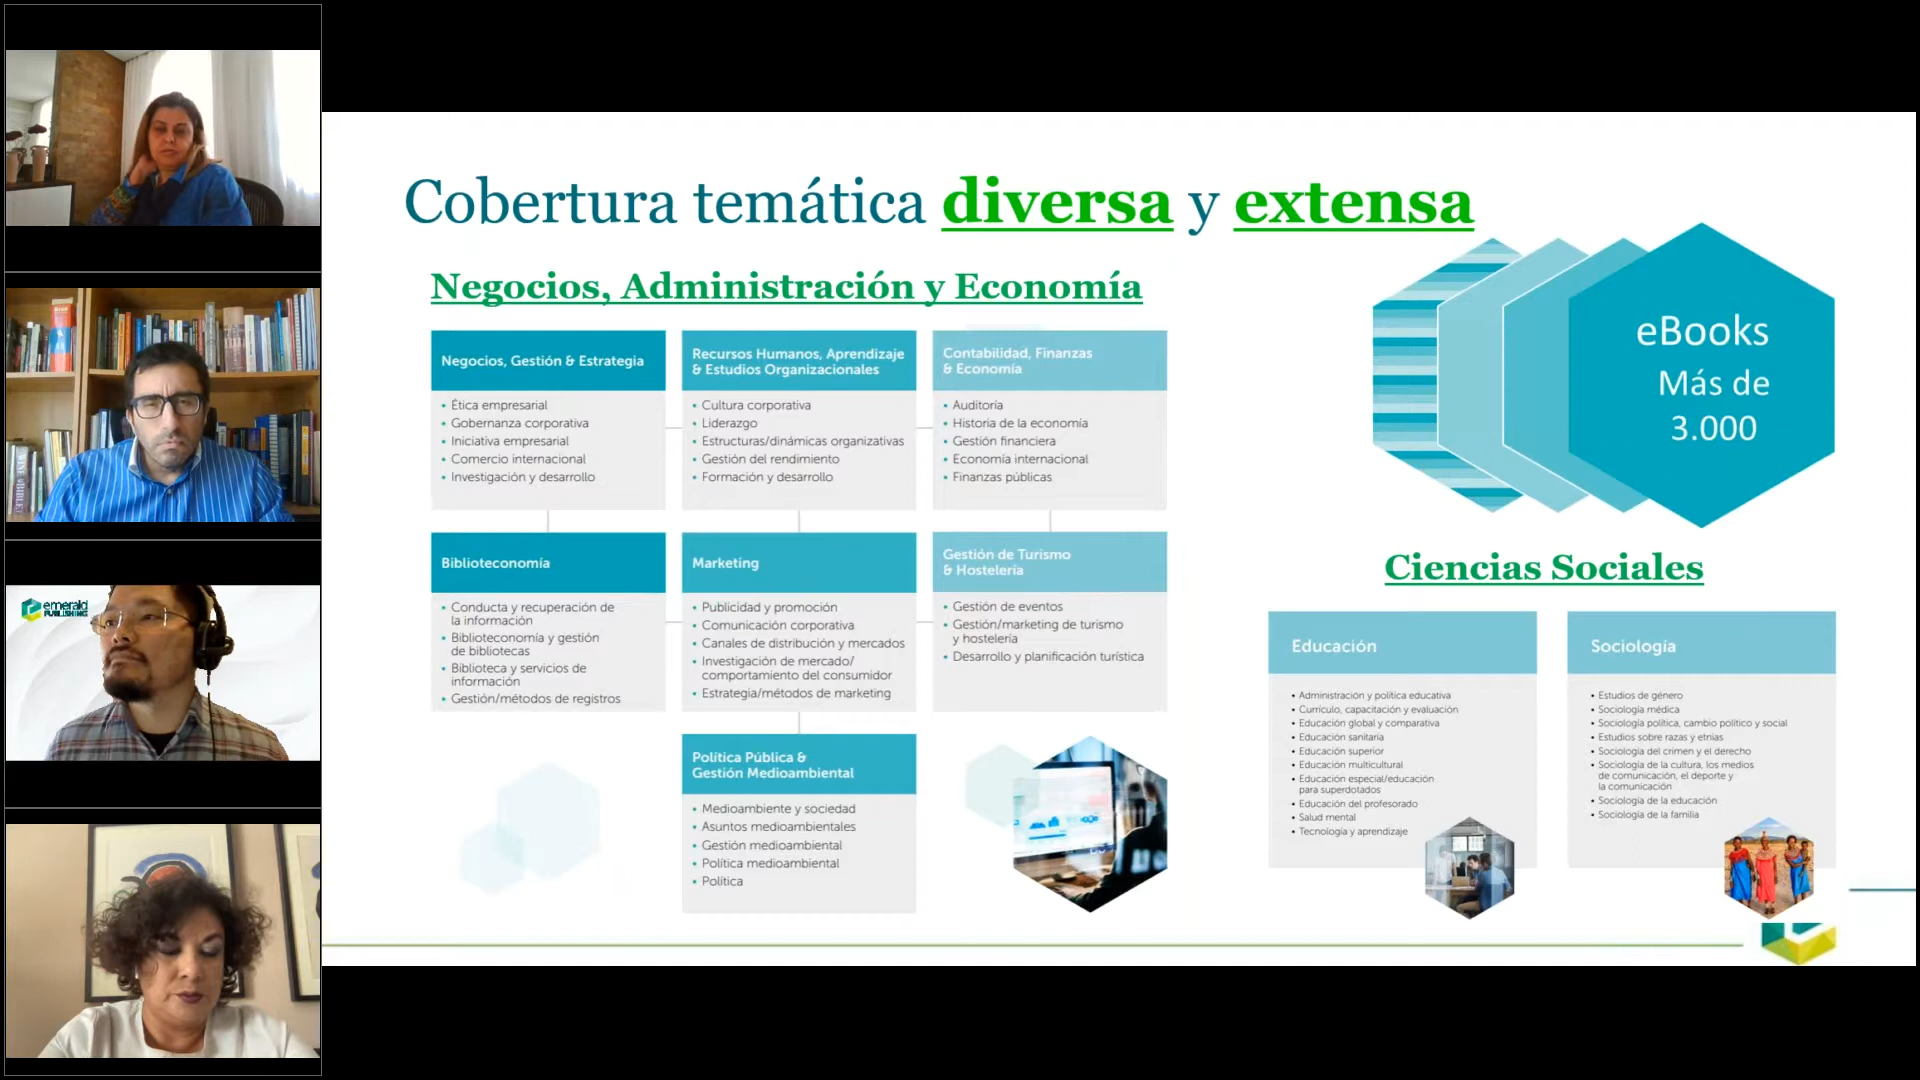 Cobertura temática diversa y extensa
Negocios, Administración y Economía
Negocios, Gestión & Estrategia
• Ética empresarial
• Gobernanza corporativa
• Iniciativa empresarial
• Comercio internacional
• Investigación y desarrollo
Recursos Humanos, Aprendizaje
& Estudios Organizacionales
• Cultura corporativa
• Liderazgo
• Estructuras/dinámicas organizativas
• Gestión del rendimiento
• Formación y desarrollo
Contabilidad, Finanzas
& Economía
• Auditoría
• Historia de la economía
• Gestión financiera
• Economía internacional
• Finanzas públicas
Biblioteconomía
• Conducta y recuperación de
la información
• Biblioteconomía y gestión
de bibliotecas
• Biblioteca y servicios de
información
• Gestión/métodos de registros
Marketing
• Publicidad y promoción
• Comunicación corporativa
• Canales de distribución y mercados
• Investigación de mercado/
comportamiento del consumidor
• Estrategia/métodos de marketing
Gestión de Turismo
& Hostelería
• Gestión de eventos
• Gestión/marketing de turismo
y hostelería
• Desarrollo y planificación turística
Política Pública &
Gestión Medioambiental
• Medioambiente y sociedad
• Asuntos medioambientales
• Gestión medioambiental
• Política medioambiental
• Política
eBooks
Más de
3.000
Ciencias Sociales
Educación
• Administración y política educativa
• Currículo, capacitación y evaluación
• Educación global y comparativa
• Educación sanitaria
• Educación superior
• Educación multicultural
• Educación especial/educación
para superdotados
• Educación del profesorado
• Salud mental
• Tecnología y aprendizaje
Sociología
• Estudios de género
• Sociología médica
• Sociología política, cambio político y social
• Estudios sobre razas y etnias
• Sociología del crimen y el derecho
• Sociología de la cultura, los medios
de comunicación, el deporte y
la comunicación
• Sociología de la educación
• Sociología de la familia
emerald
PUBLISHING